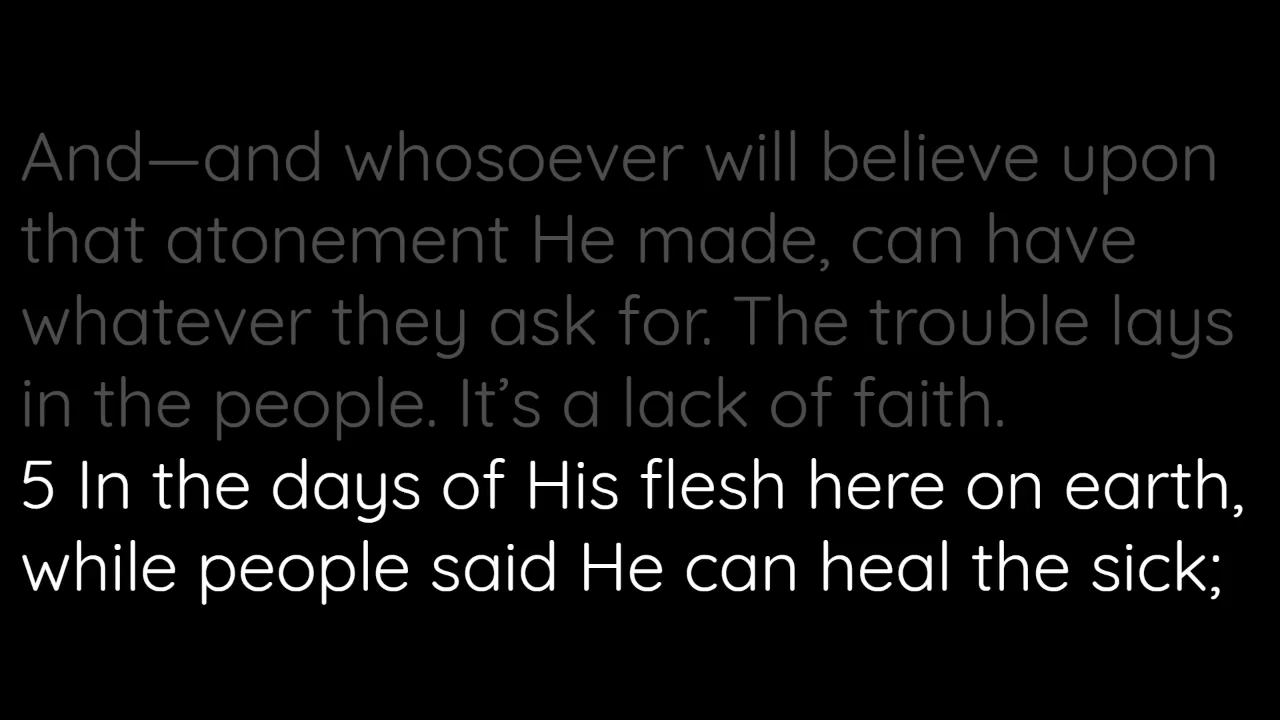 And—and whosoever will believe upon
that atonement He made, can have
whatever they ask for. The trouble lays
in the people. It’s a lack of faith.
5 In the days of His flesh here on earth,
while people said He can heal the sick;